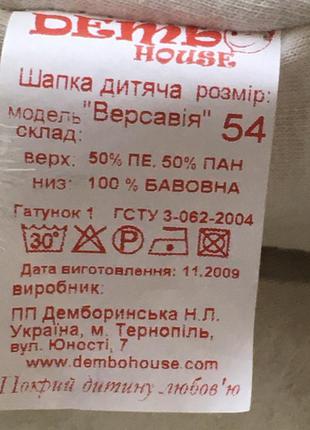 DEMBO
HOUSE
Шапка дитяча розмір:
модель "Версавія" 54
склад:
верх: 50% ПЕ, 50% ПАН
низ: 100 % БАВОВНА
Гатунок 1 ГСТУ 3-062-2004
30° P
Дата виготовлення: 11.2009
виробник:
ПП Демборинська Н.Л.
Україна, м. Тернопіль,
вул. Юності, 7
www.dembohouse.com
Покрий дитину любов'ю